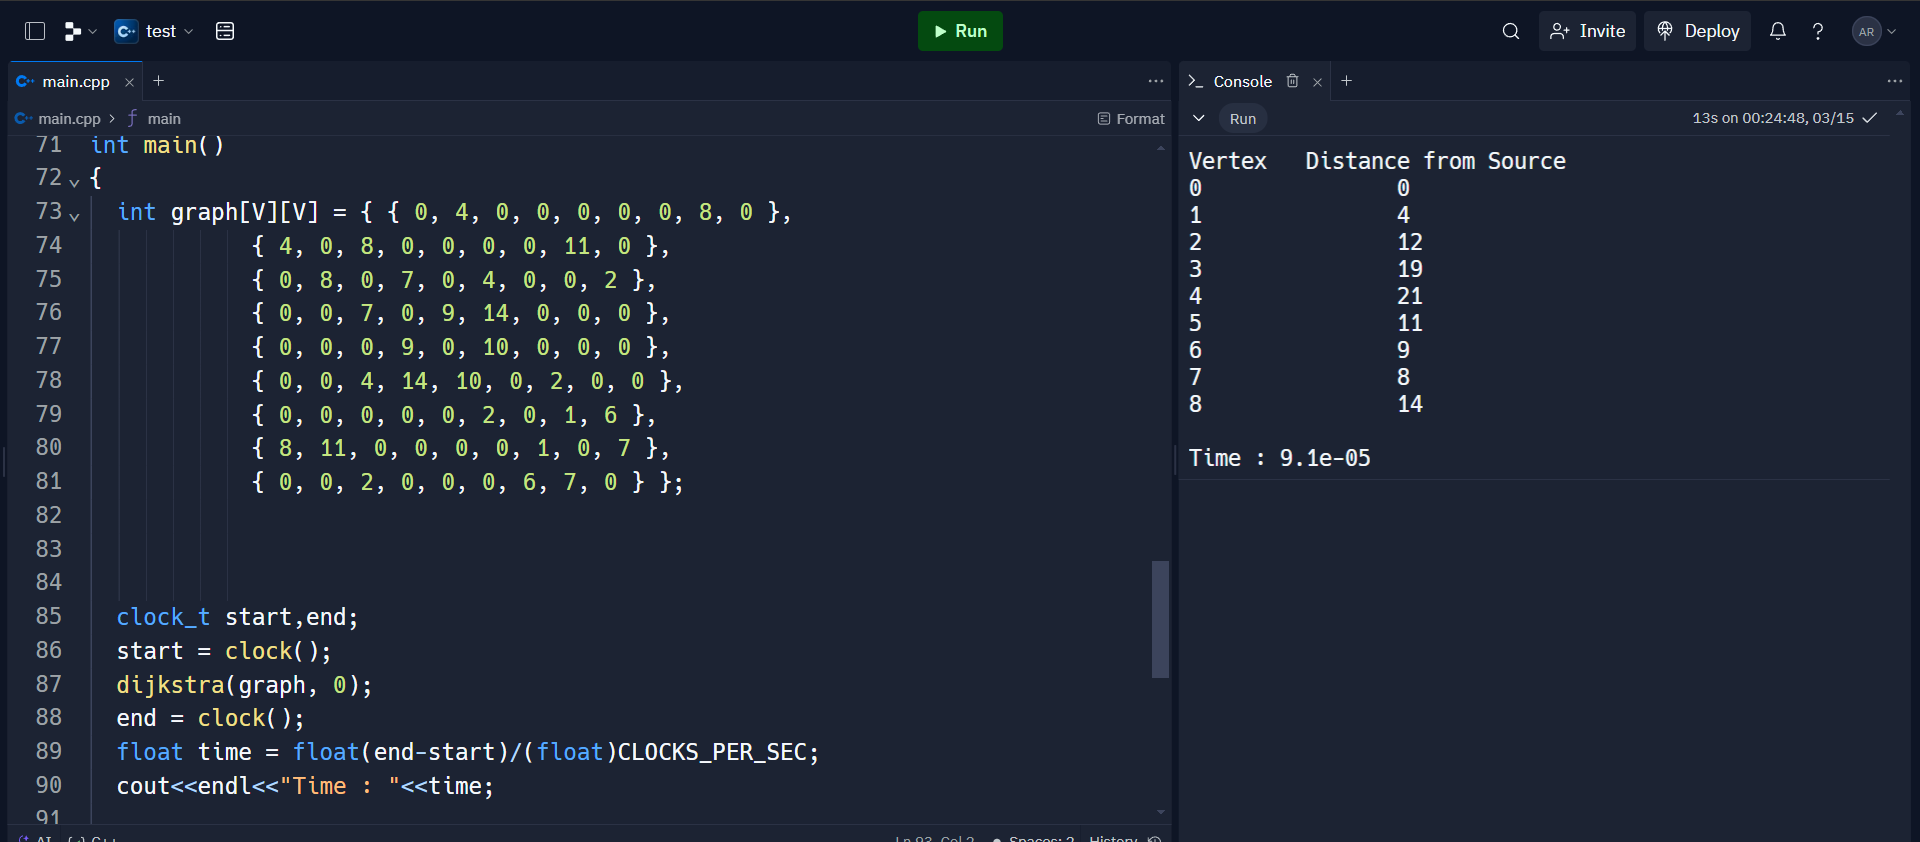 test
Run
Invite
Deploy
AR
main.cpp
main.cpp > f main
Format
71 int main()
72 {
73 int graph[V][V] = { { 0, 4, 0, 0, 0, 0, 0, 8, 0 },
74 { 4, 0, 8, 0, 0, 0, 0, 11, 0 },
75 { 0, 8, 0, 7, 0, 4, 0, 0, 2 },
76 { 0, 0, 7, 0, 9, 14, 0, 0, 0 },
77 { 0, 0, 0, 9, 0, 10, 0, 0, 0 },
78 { 0, 0, 4, 14, 10, 0, 2, 0, 0 },
79 { 0, 0, 0, 0, 0, 2, 0, 1, 6 },
80 { 8, 11, 0, 0, 0, 0, 1, 0, 7 },
81 { 0, 0, 2, 0, 0, 0, 6, 7, 0 } };
82
83
84
85 clock_t start,end;
86 start = clock();
87 dijkstra(graph, 0);
88 end = clock();
89 float time = float(end-start)/(float)CLOCKS_PER_SEC;
90 cout<<endl<<"Time : "<<time;
91
AI {..} C++
Ln 93, Col 2 Spaces: 2 History
Console
Run
13s on 00:24:48, 03/15
Vertex Distance from Source
0 0
1 4
2 12
3 19
4 21
5 11
6 9
7 8
8 14
Time : 9.1e-05